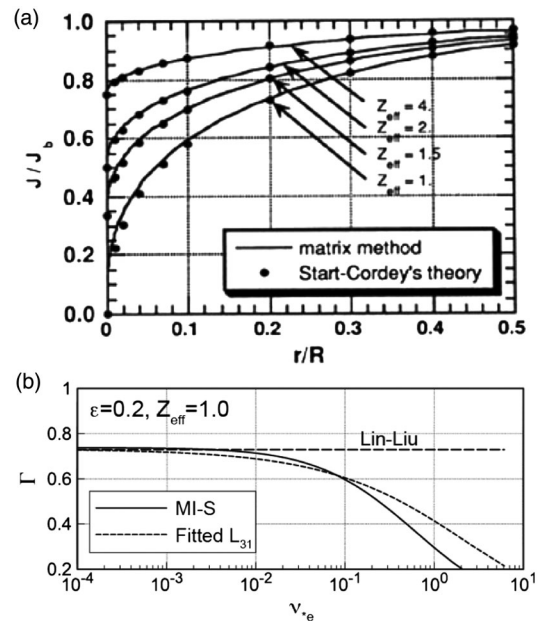 (a)
1.0
0.8
0.6
0.4
0.2
0.0
J / J_b
Z_eff = 4.
Z_eff = 2
Z_eff = 1.5
Z_eff = 1.
matrix method
Start-Cordey's theory
0 0.1 0.2 0.3 0.4 0.5
r/R
(b)
1
0.8
0.6
0.4
0.2
Γ
ε=0.2, Z_eff=1.0
Lin-Liu
MI-S
Fitted L_31
10^-4 10^-3 10^-2 10^-1 10^0 10^1
ν_*e